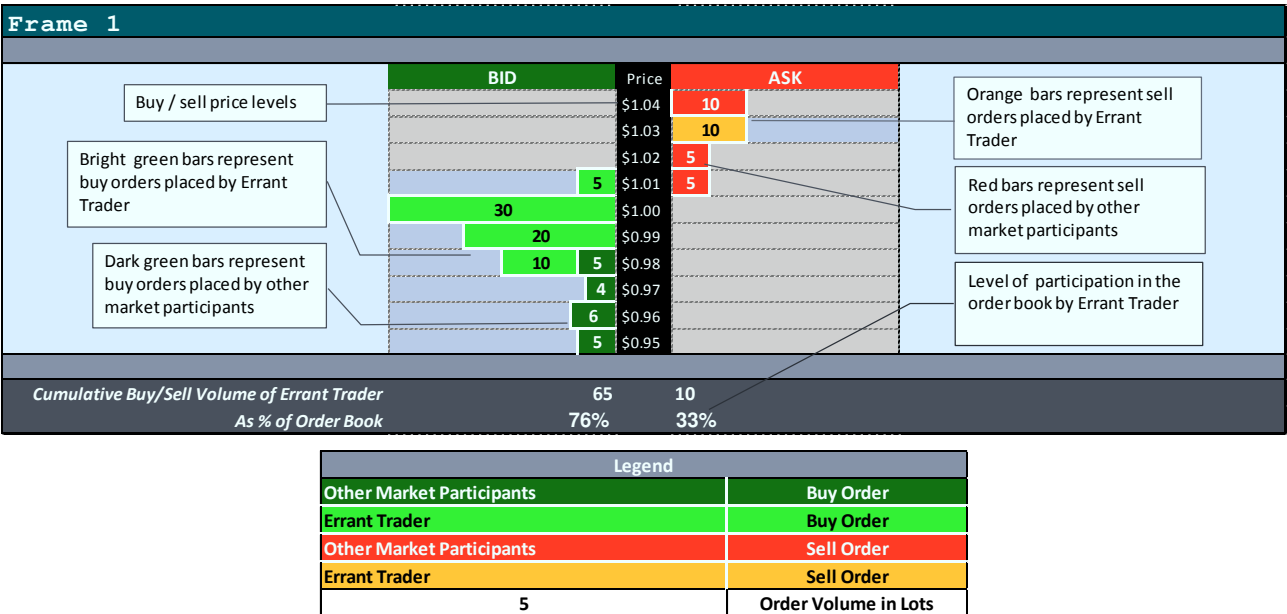 Frame 1
BID Price ASK
$1.04 10
$1.03 10
$1.02 5
5 $1.01 5
30 $1.00
20 $0.99
10 5 $0.98
4 $0.97
6 $0.96
5 $0.95
Buy / sell price levels
Bright green bars represent
buy orders placed by Errant
Trader
Dark green bars represent
buy orders placed by other
market participants
Orange bars represent sell
orders placed by Errant
Trader
Red bars represent sell
orders placed by other
market participants
Level of participation in the
order book by Errant Trader
Cumulative Buy/Sell Volume of Errant Trader 65 10
As % of Order Book 76% 33%
Legend
Other Market Participants Buy Order
Errant Trader Buy Order
Other Market Participants Sell Order
Errant Trader Sell Order
5 Order Volume in Lots